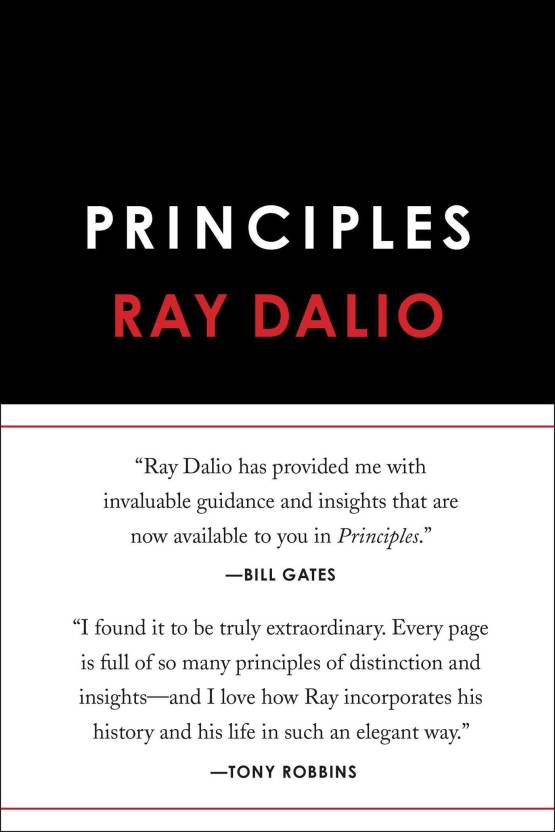 PRINCIPLES
RAY DALIO
“Ray Dalio has provided me with
invaluable guidance and insights that are
now available to you in Principles.”
—BILL GATES
“I found it to be truly extraordinary. Every page
is full of so many principles of distinction and
insights—and I love how Ray incorporates his
history and his life in such an elegant way.”
—TONY ROBBINS